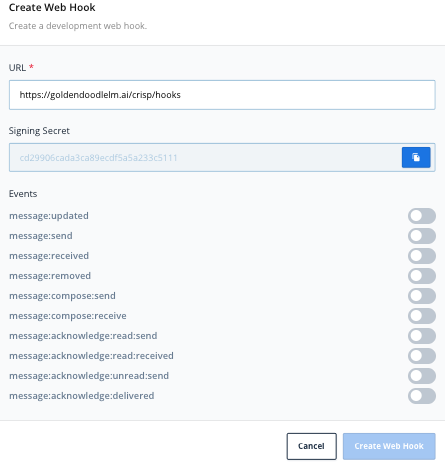 Create Web Hook
Create a development web hook.
URL *
https://goldendoodlelm.ai/crisp/hooks
Signing Secret
cd29906cada3ca89ecdf5a5a233c5111
Events
message:updated
message:send
message:received
message:removed
message:compose:send
message:compose:receive
message:acknowledge:read:send
message:acknowledge:read:received
message:acknowledge:unread:send
message:acknowledge:delivered
Cancel
Create Web Hook